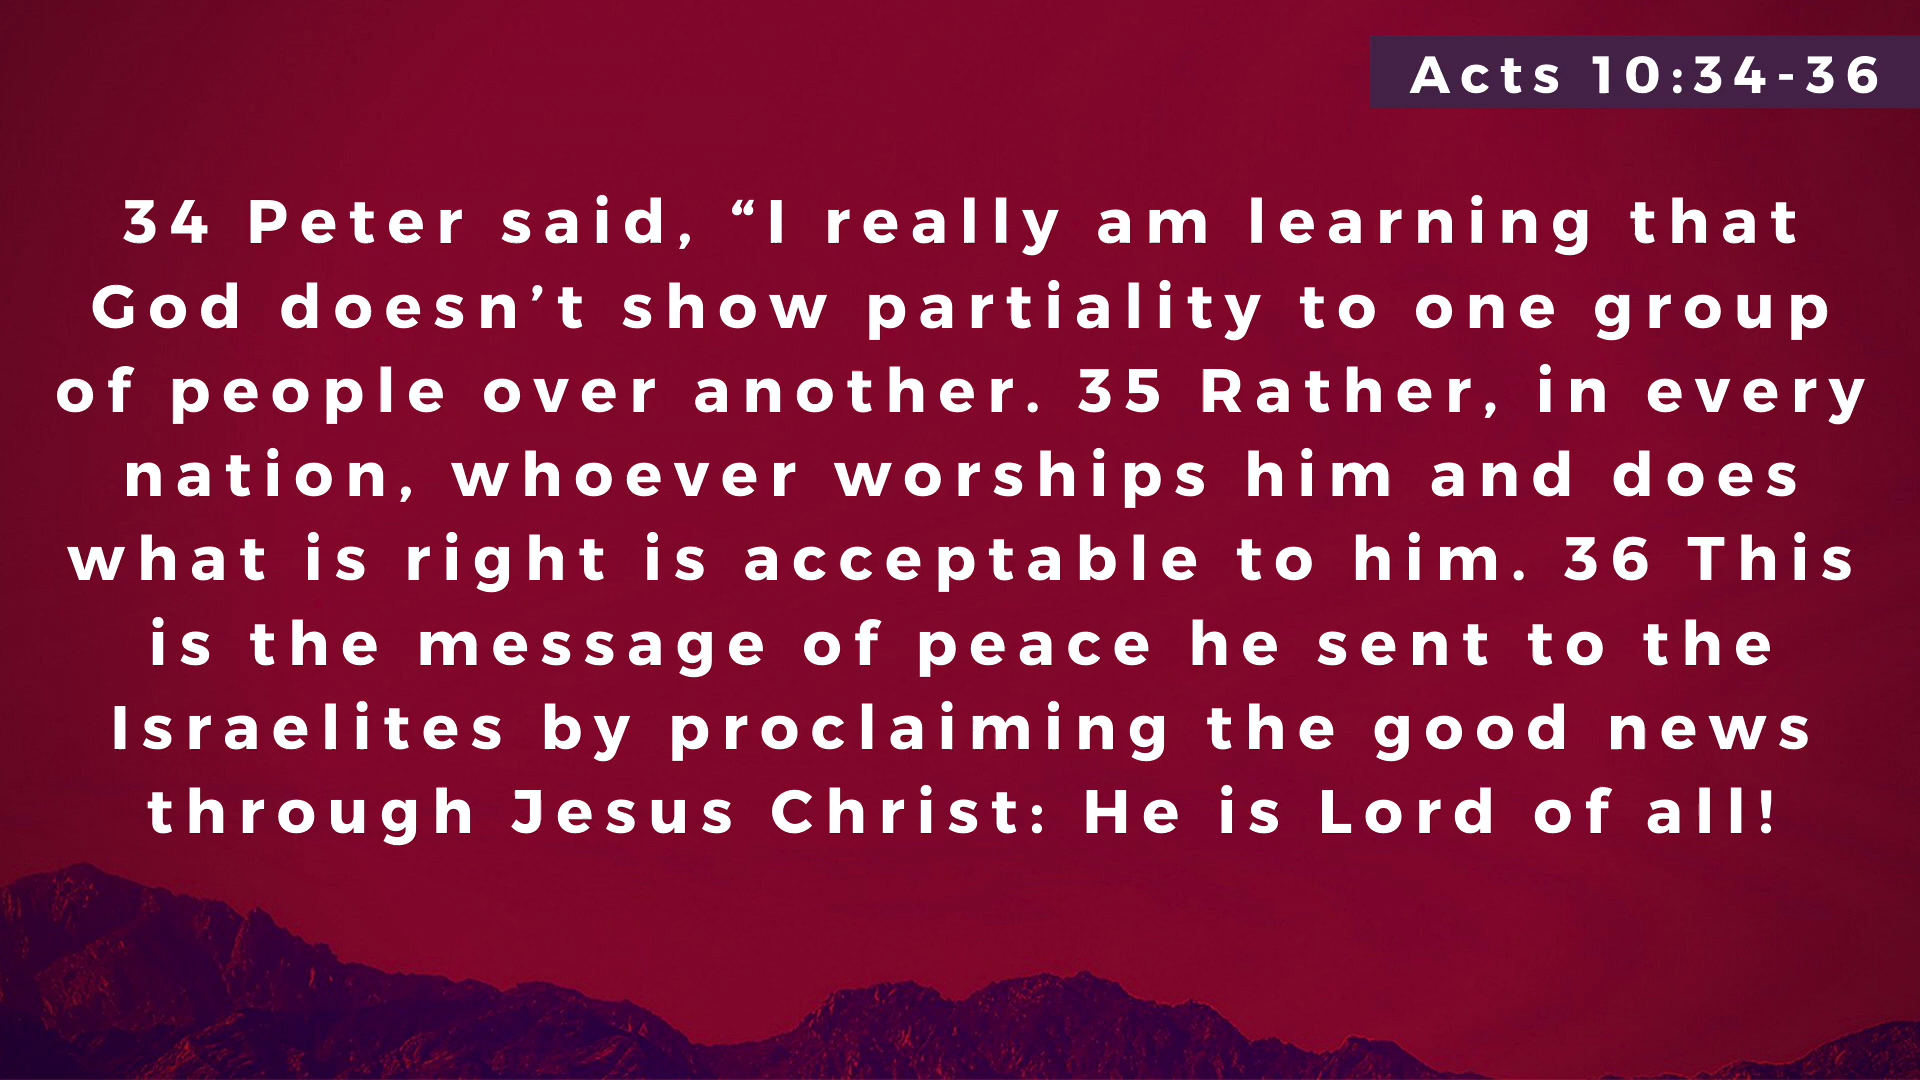 Acts 10:34-36
34 Peter said, “I really am learning that
God doesn’t show partiality to one group
of people over another. 35 Rather, in every
nation, whoever worships him and does
what is right is acceptable to him. 36 This
is the message of peace he sent to the
Israelites by proclaiming the good news
through Jesus Christ: He is Lord of all!